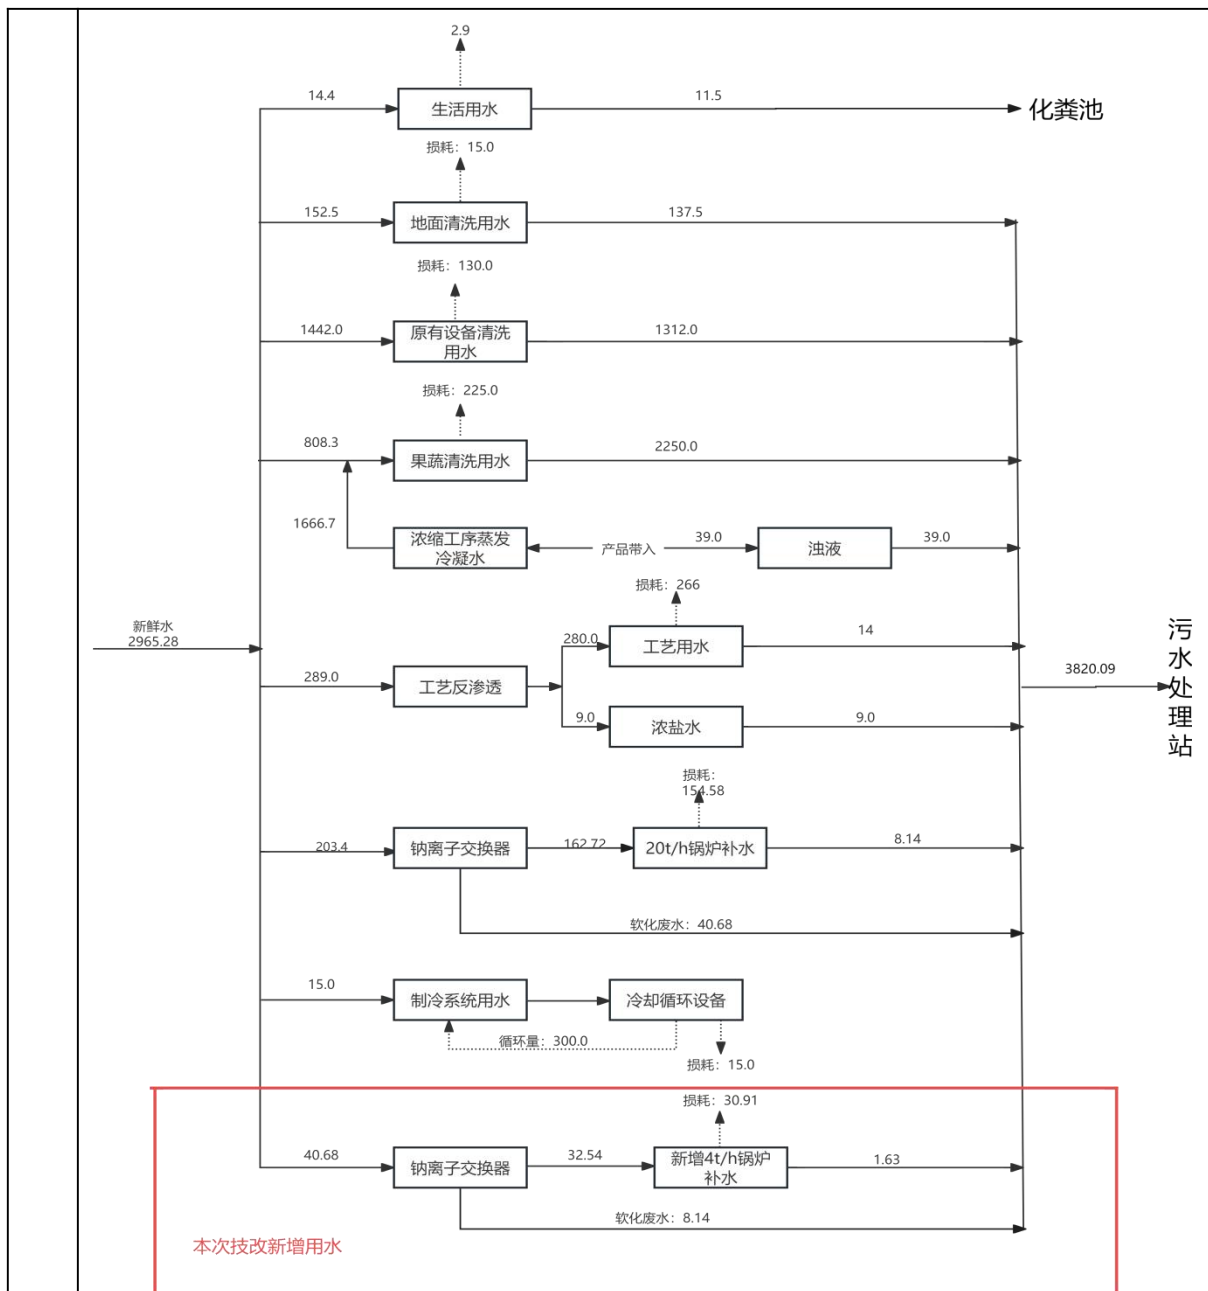 2.9
14.4
生活用水
11.5
化粪池
损耗：15.0
152.5
地面清洗用水
137.5
损耗：130.0
1442.0
原有设备清洗
用水
1312.0
损耗：225.0
808.3
果蔬清洗用水
2250.0
1666.7
浓缩工序蒸发
冷凝水
产品带入
39.0
浊液
39.0
损耗：266
新鲜水
2965.28
280.0
工艺用水
14
289.0
工艺反渗透
9.0
浓盐水
9.0
3820.09
污
水
处
理
站
损耗：
154.58
203.4
钠离子交换器
162.72
20t/h锅炉补水
8.14
软化废水：40.68
15.0
制冷系统用水
冷却循环设备
循环量：300.0
损耗：15.0
损耗：30.91
40.68
钠离子交换器
32.54
新增4t/h锅炉
补水
1.63
软化废水：8.14
本次技改新增用水